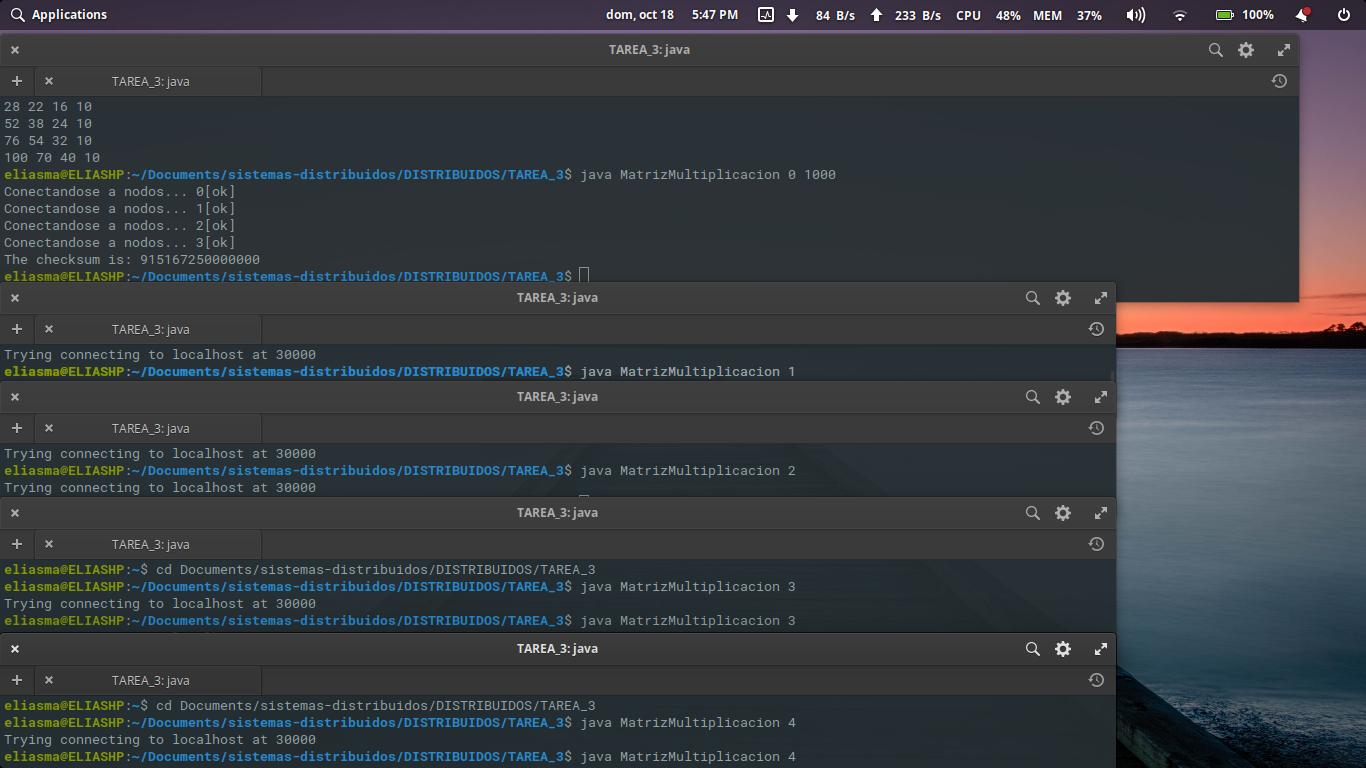 Applications dom, oct 18 5:47 PM 84 B/s 233 B/s CPU 48% MEM 37% 100%
TAREA_3: java
TAREA_3: java
28 22 16 10
52 38 24 10
76 54 32 10
100 70 40 10
eliasma@ELIASHP:~/Documents/sistemas-distribuidos/DISTRIBUIDOS/TAREA_3$ java MatrizMultiplicacion 0 1000
Conectandose a nodos... 0[ok]
Conectandose a nodos... 1[ok]
Conectandose a nodos... 2[ok]
Conectandose a nodos... 3[ok]
The checksum is: 915167250000000
eliasma@ELIASHP:~/Documents/sistemas-distribuidos/DISTRIBUIDOS/TAREA_3$
TAREA_3: java
TAREA_3: java
Trying connecting to localhost at 30000
eliasma@ELIASHP:~/Documents/sistemas-distribuidos/DISTRIBUIDOS/TAREA_3$ java MatrizMultiplicacion 1
TAREA_3: java
TAREA_3: java
Trying connecting to localhost at 30000
eliasma@ELIASHP:~/Documents/sistemas-distribuidos/DISTRIBUIDOS/TAREA_3$ java MatrizMultiplicacion 2
Trying connecting to localhost at 30000
TAREA_3: java
TAREA_3: java
eliasma@ELIASHP:~$ cd Documents/sistemas-distribuidos/DISTRIBUIDOS/TAREA_3
eliasma@ELIASHP:~/Documents/sistemas-distribuidos/DISTRIBUIDOS/TAREA_3$ java MatrizMultiplicacion 3
Trying connecting to localhost at 30000
eliasma@ELIASHP:~/Documents/sistemas-distribuidos/DISTRIBUIDOS/TAREA_3$ java MatrizMultiplicacion 3
TAREA_3: java
TAREA_3: java
eliasma@ELIASHP:~$ cd Documents/sistemas-distribuidos/DISTRIBUIDOS/TAREA_3
eliasma@ELIASHP:~/Documents/sistemas-distribuidos/DISTRIBUIDOS/TAREA_3$ java MatrizMultiplicacion 4
Trying connecting to localhost at 30000
eliasma@ELIASHP:~/Documents/sistemas-distribuidos/DISTRIBUIDOS/TAREA_3$ java MatrizMultiplicacion 4